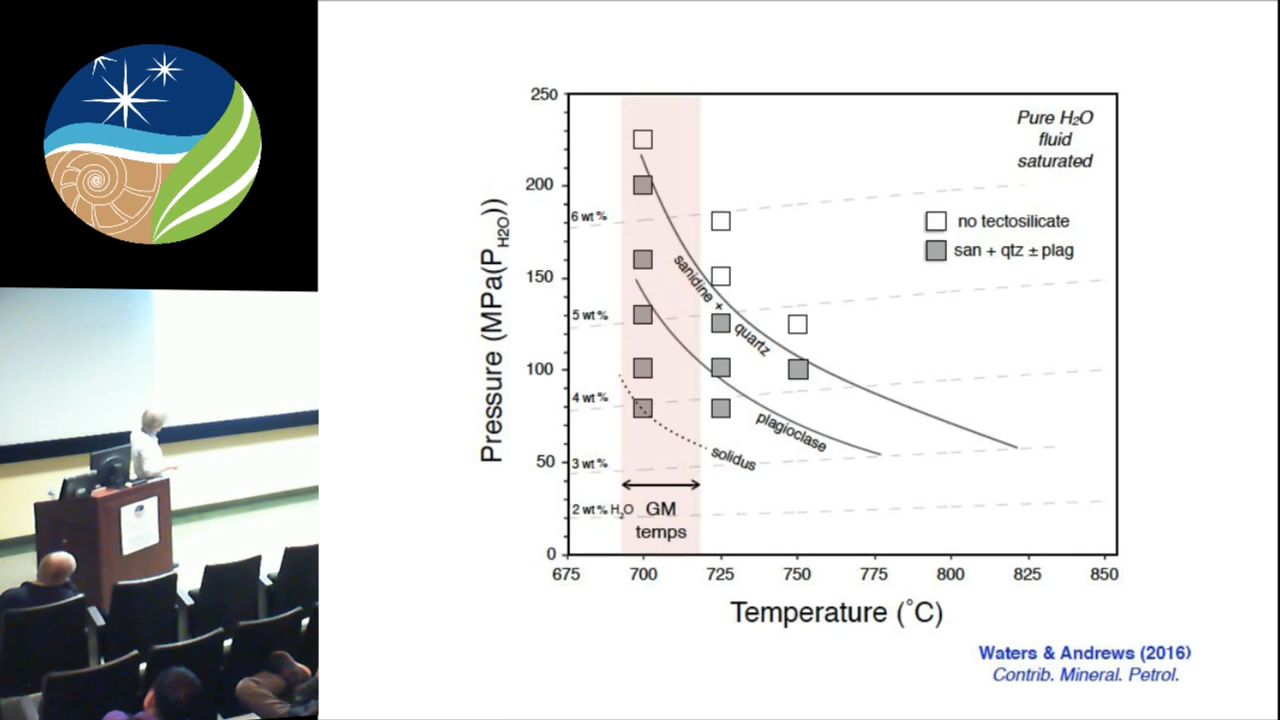 250
200
150
100
50
0
Pressure (MPa(P_H2O))
6 wt %
5 wt %
4 wt %
3 wt %
2 wt % H2O
Pure H2O
fluid
saturated
no tectosilicate
san + qtz ± plag
sanidine +
quartz
plagioclase
solidus
GM
temps
675 700 725 750 775 800 825 850
Temperature (˚C)
Waters & Andrews (2016)
Contrib. Mineral. Petrol.